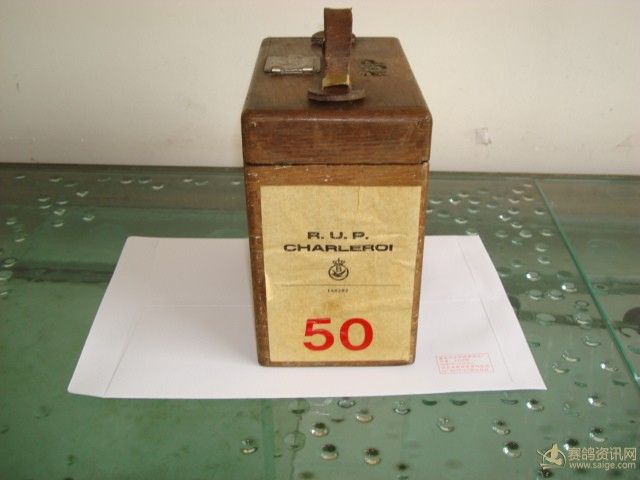 R. U. P.
CHARLEROI
50
赛鸽资讯网
www.saige.com